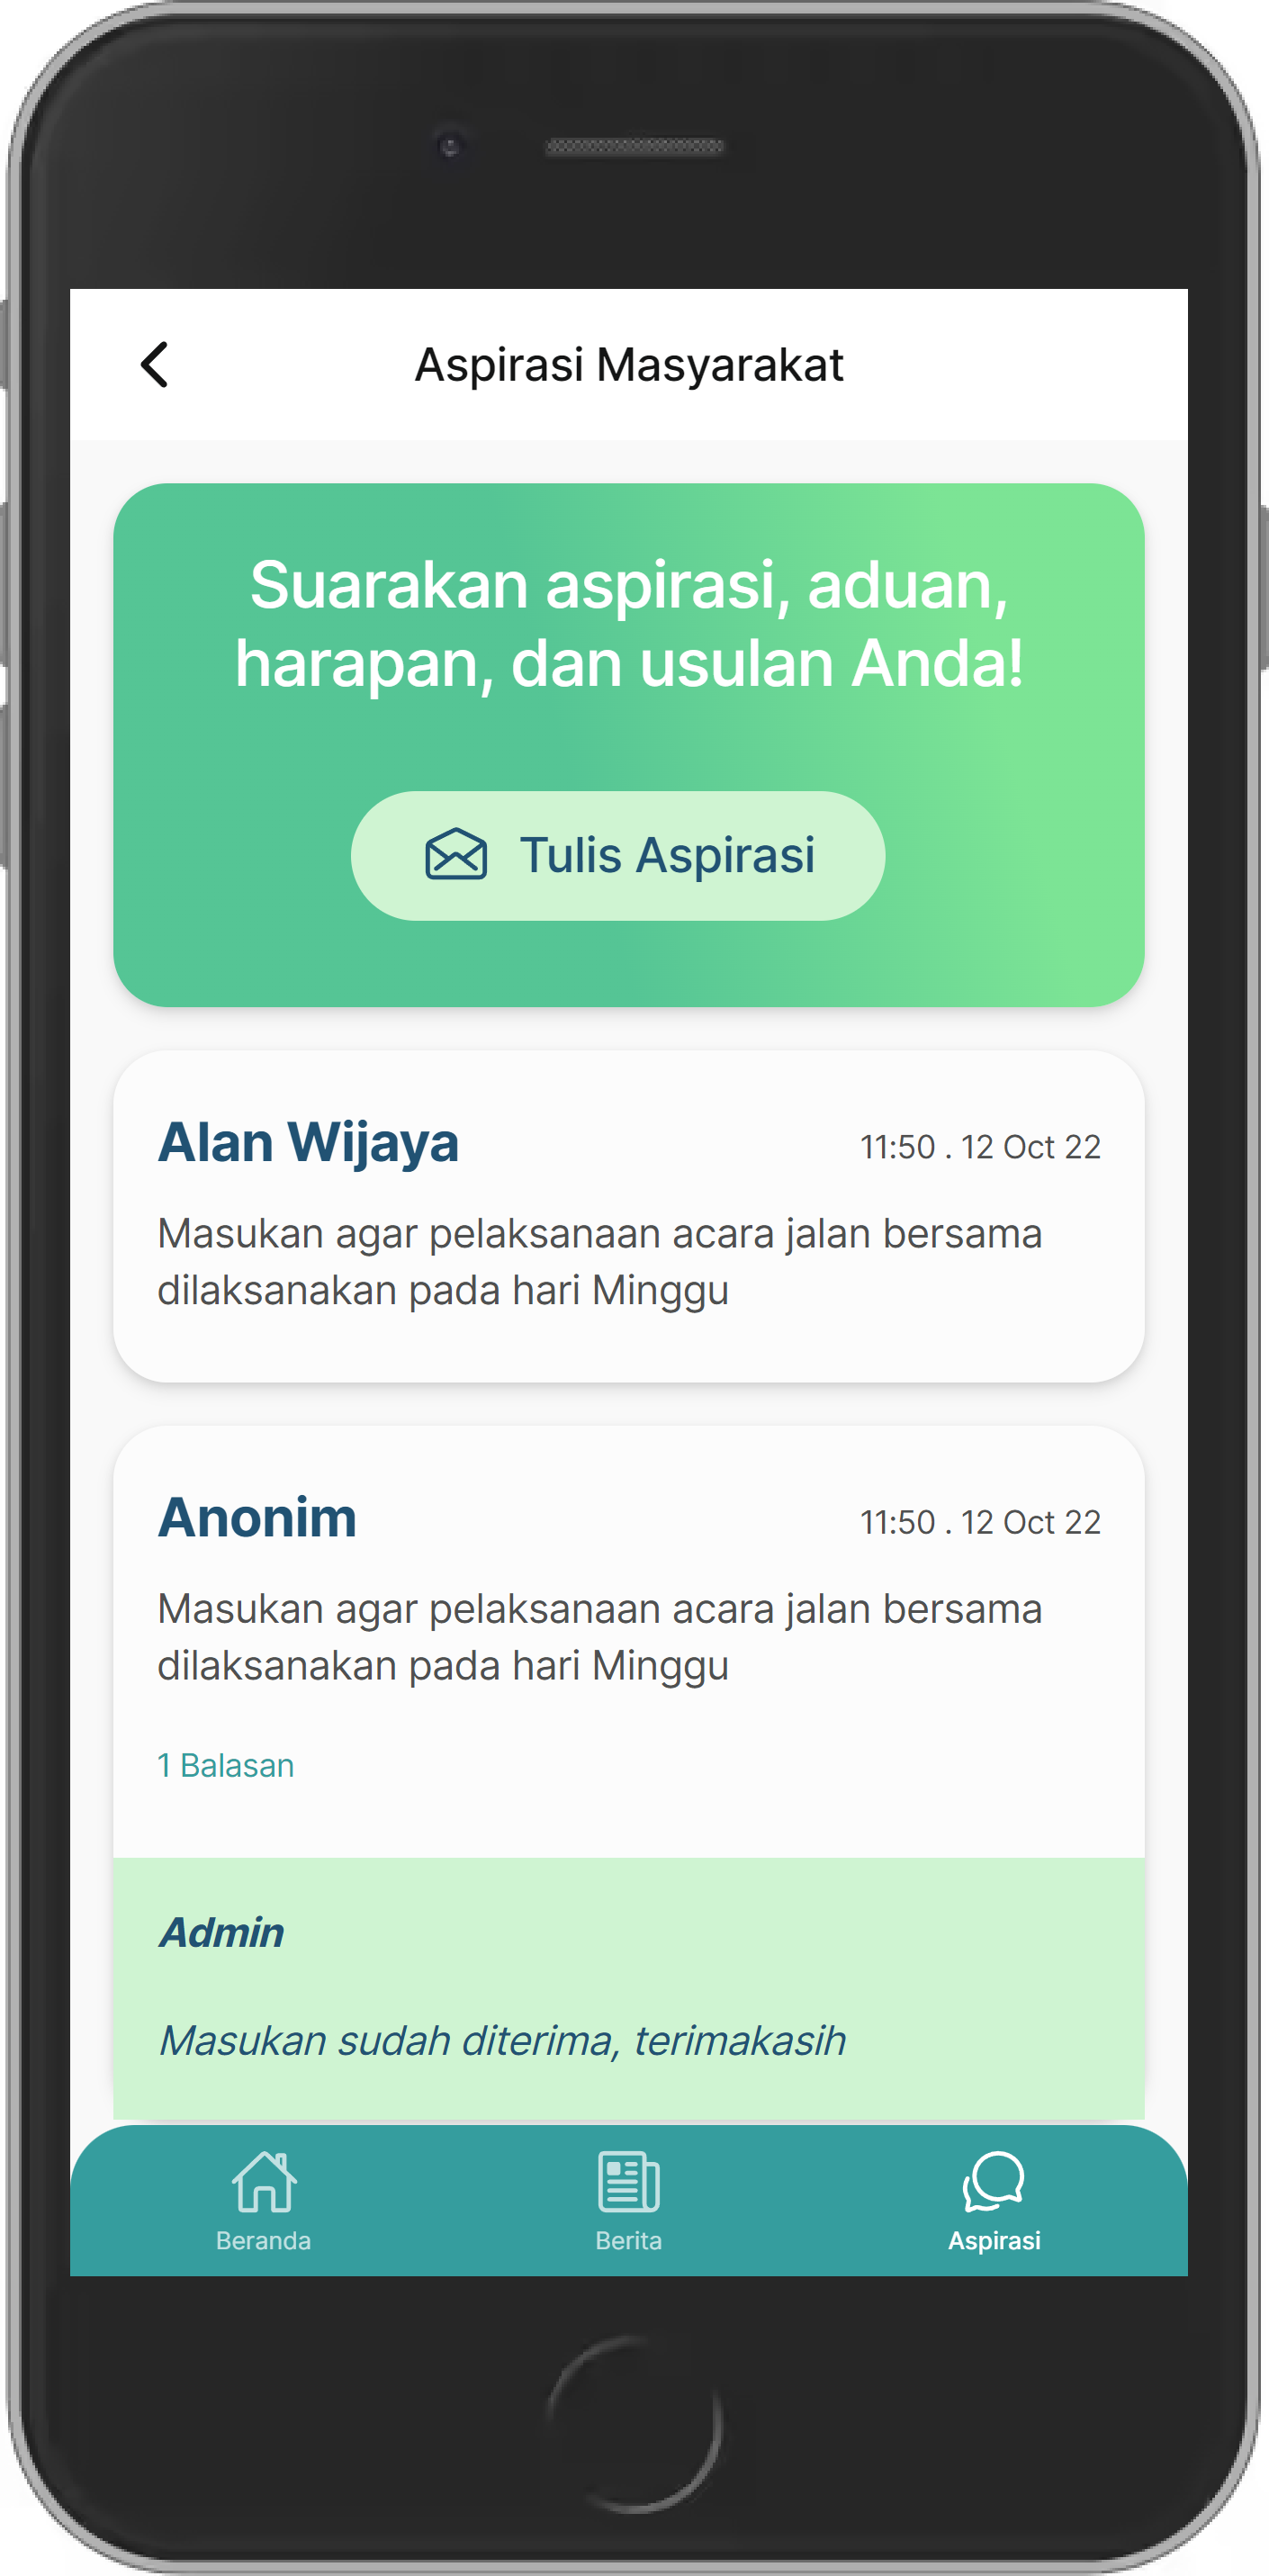 Aspirasi Masyarakat
Suarakan aspirasi, aduan,
harapan, dan usulan Anda!
Tulis Aspirasi
Alan Wijaya
11:50 . 12 Oct 22
Masukan agar pelaksanaan acara jalan bersama
dilaksanakan pada hari Minggu
Anonim
11:50 . 12 Oct 22
Masukan agar pelaksanaan acara jalan bersama
dilaksanakan pada hari Minggu
1 Balasan
Admin
Masukan sudah diterima, terimakasih
Beranda
Berita
Aspirasi